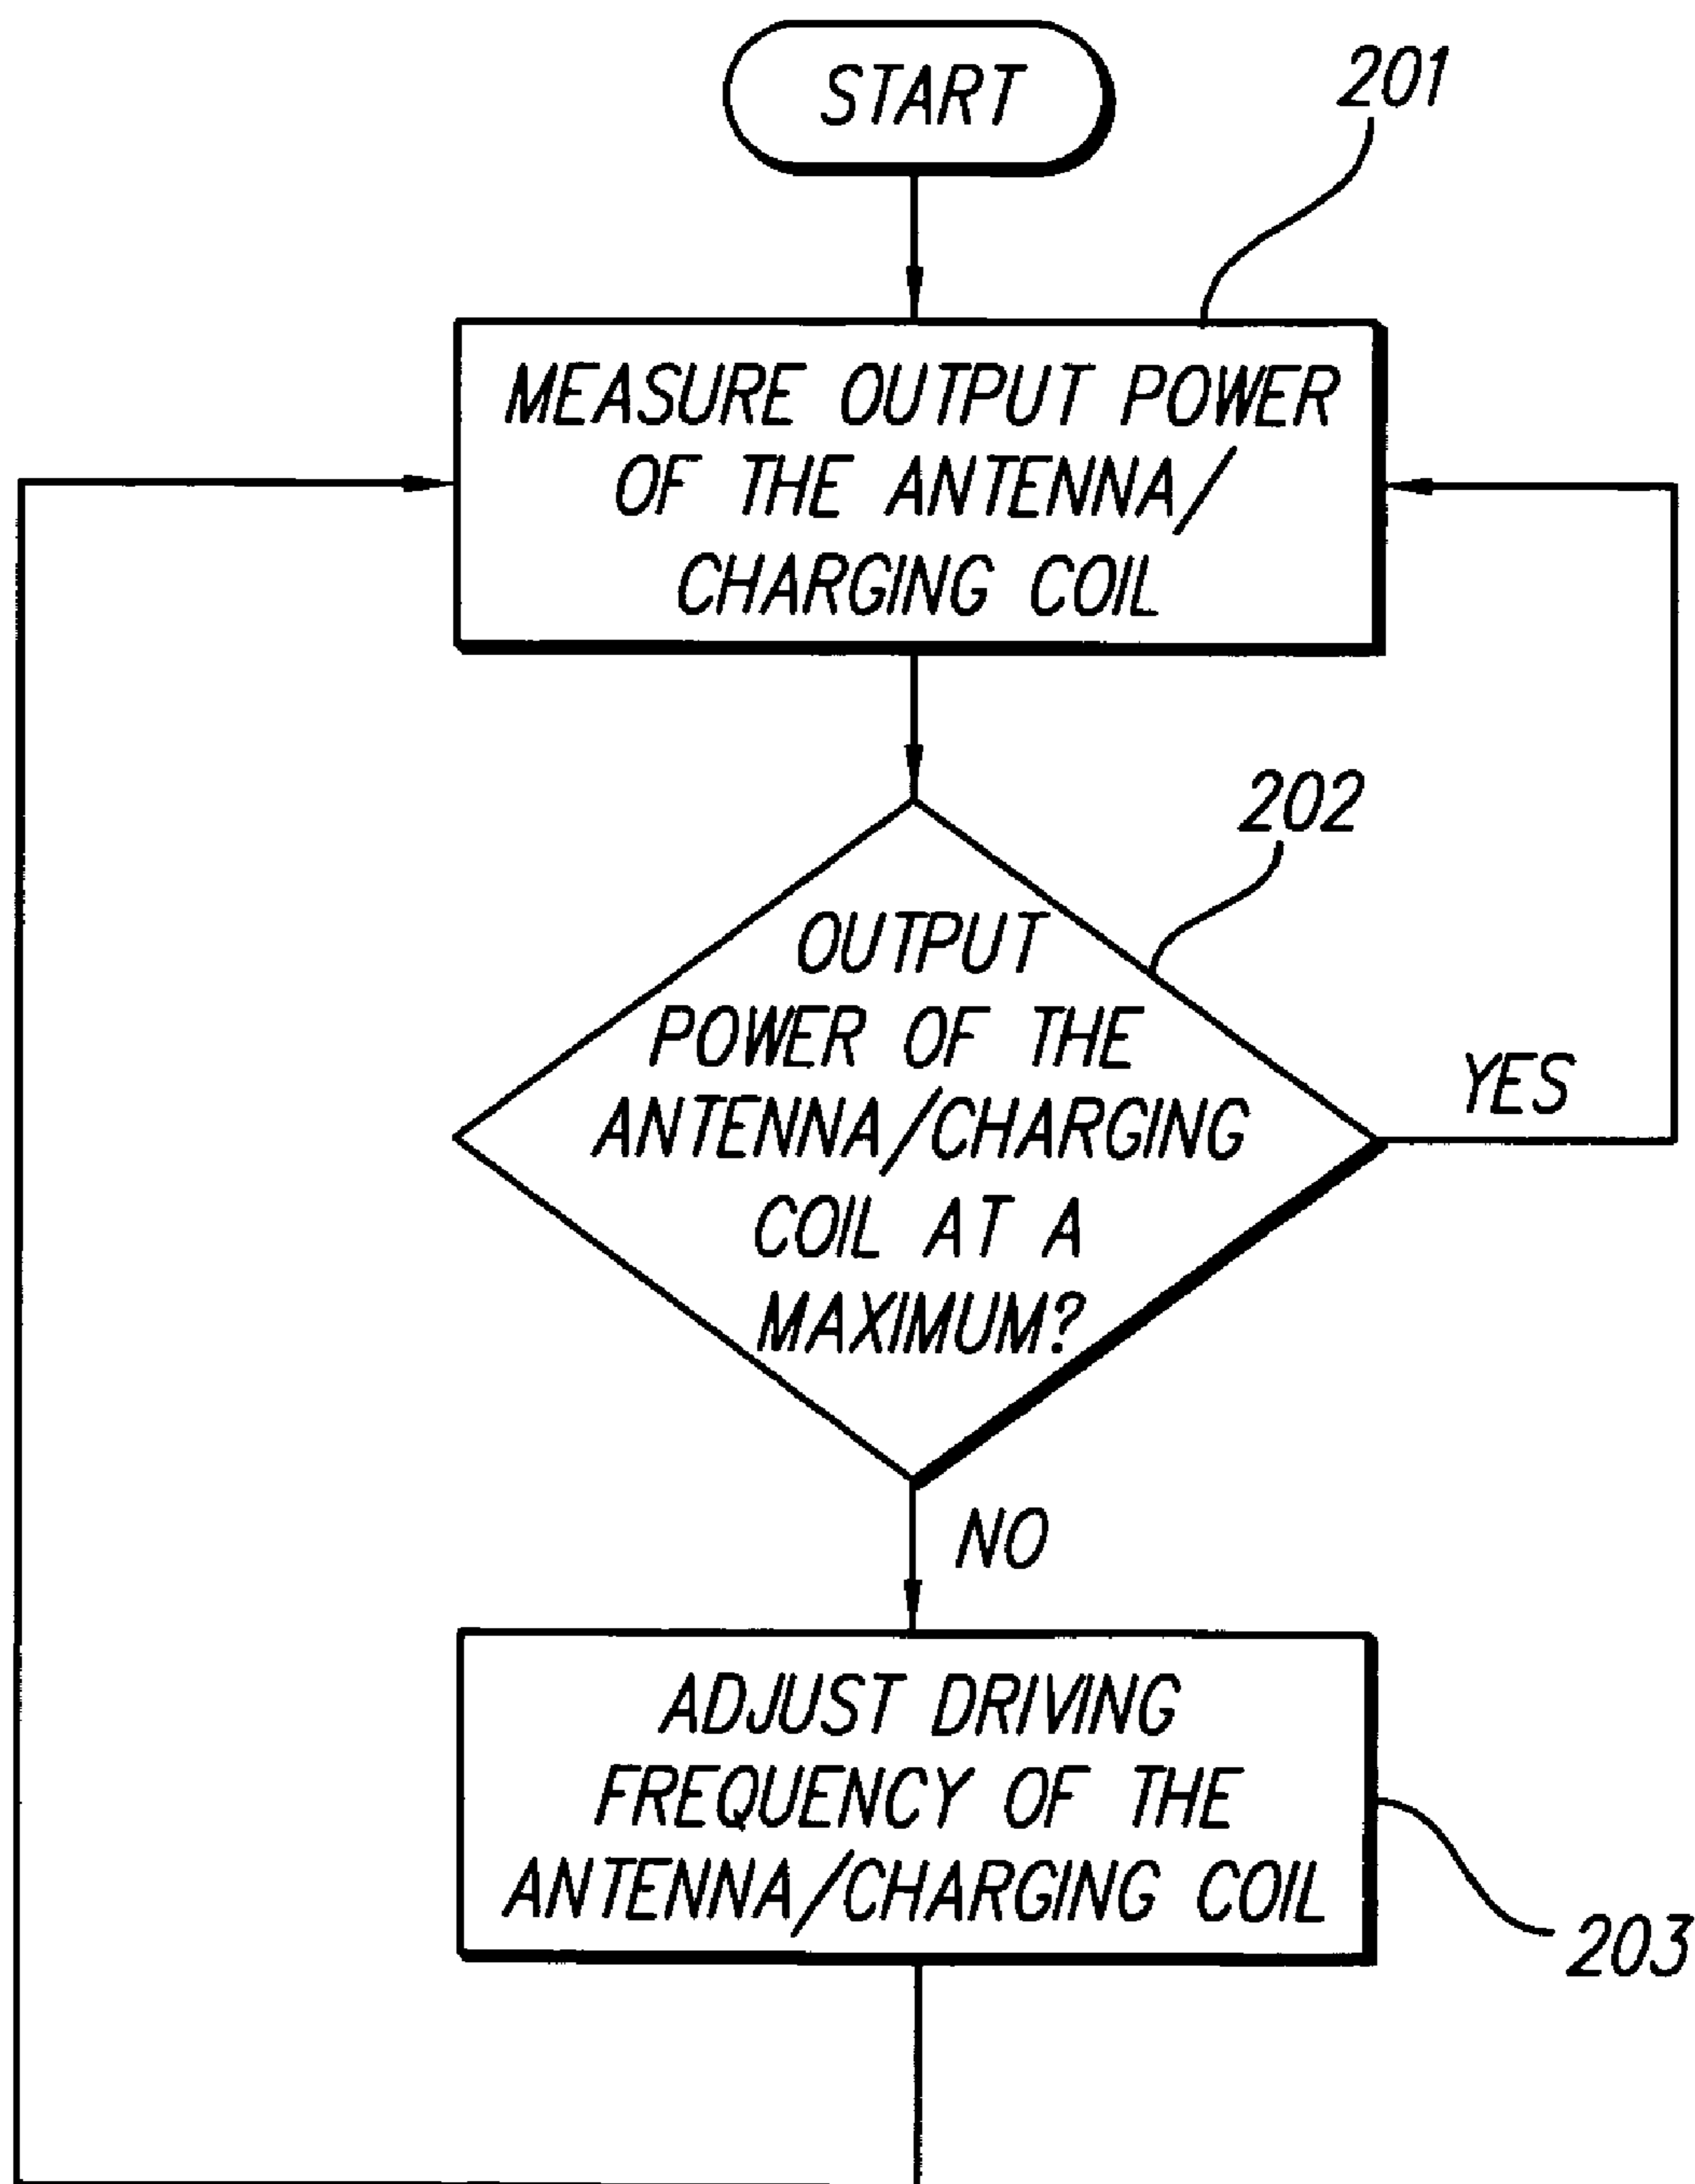 START
201
MEASURE OUTPUT POWER
OF THE ANTENNA/
CHARGING COIL
202
OUTPUT
POWER OF THE
ANTENNA/CHARGING
COIL AT A
MAXIMUM?
YES
NO
ADJUST DRIVING
FREQUENCY OF THE
ANTENNA/CHARGING COIL
203